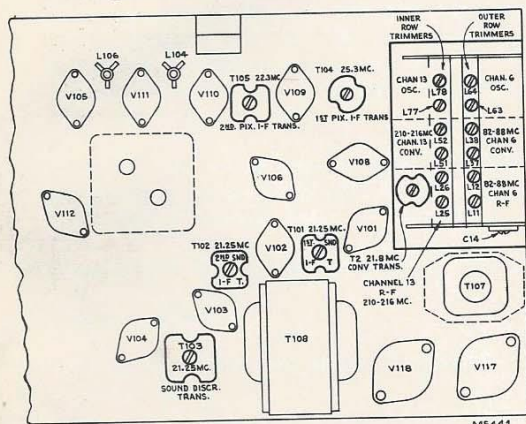 INNER
ROW
TRIMMERS
OUTER
ROW
TRIMMERS
L106
L104
T105 22.3MC.
T104 25.3MC.
CHAN 13
OSC.
CHAN. 6
OSC.
L78
L64
V105
V111
V110
V109
L77
L63
2ND. PIX. I-F TRANS.
1ST PIX. I-F TRANS
210-216MC
CHAN. 13
CONV.
L52
L38
82-88MC
CHAN 6
CONV.
L51
L37
V108
V106
L26
L12
82-88MC
CHAN 6
R-F
V112
L25
L11
V101
T101 21.25 MC.
1ST. SND
I-F T.
V102
T102 21.25MC
2ND SND
I-F T.
C14
T2 21.8MC
CONV TRANS.
CHANNEL 13
R-F
210-216 MC.
T107
V103
V104
T103
21.25MC.
SOUND DISCR.
TRANS.
T108
V118
V117